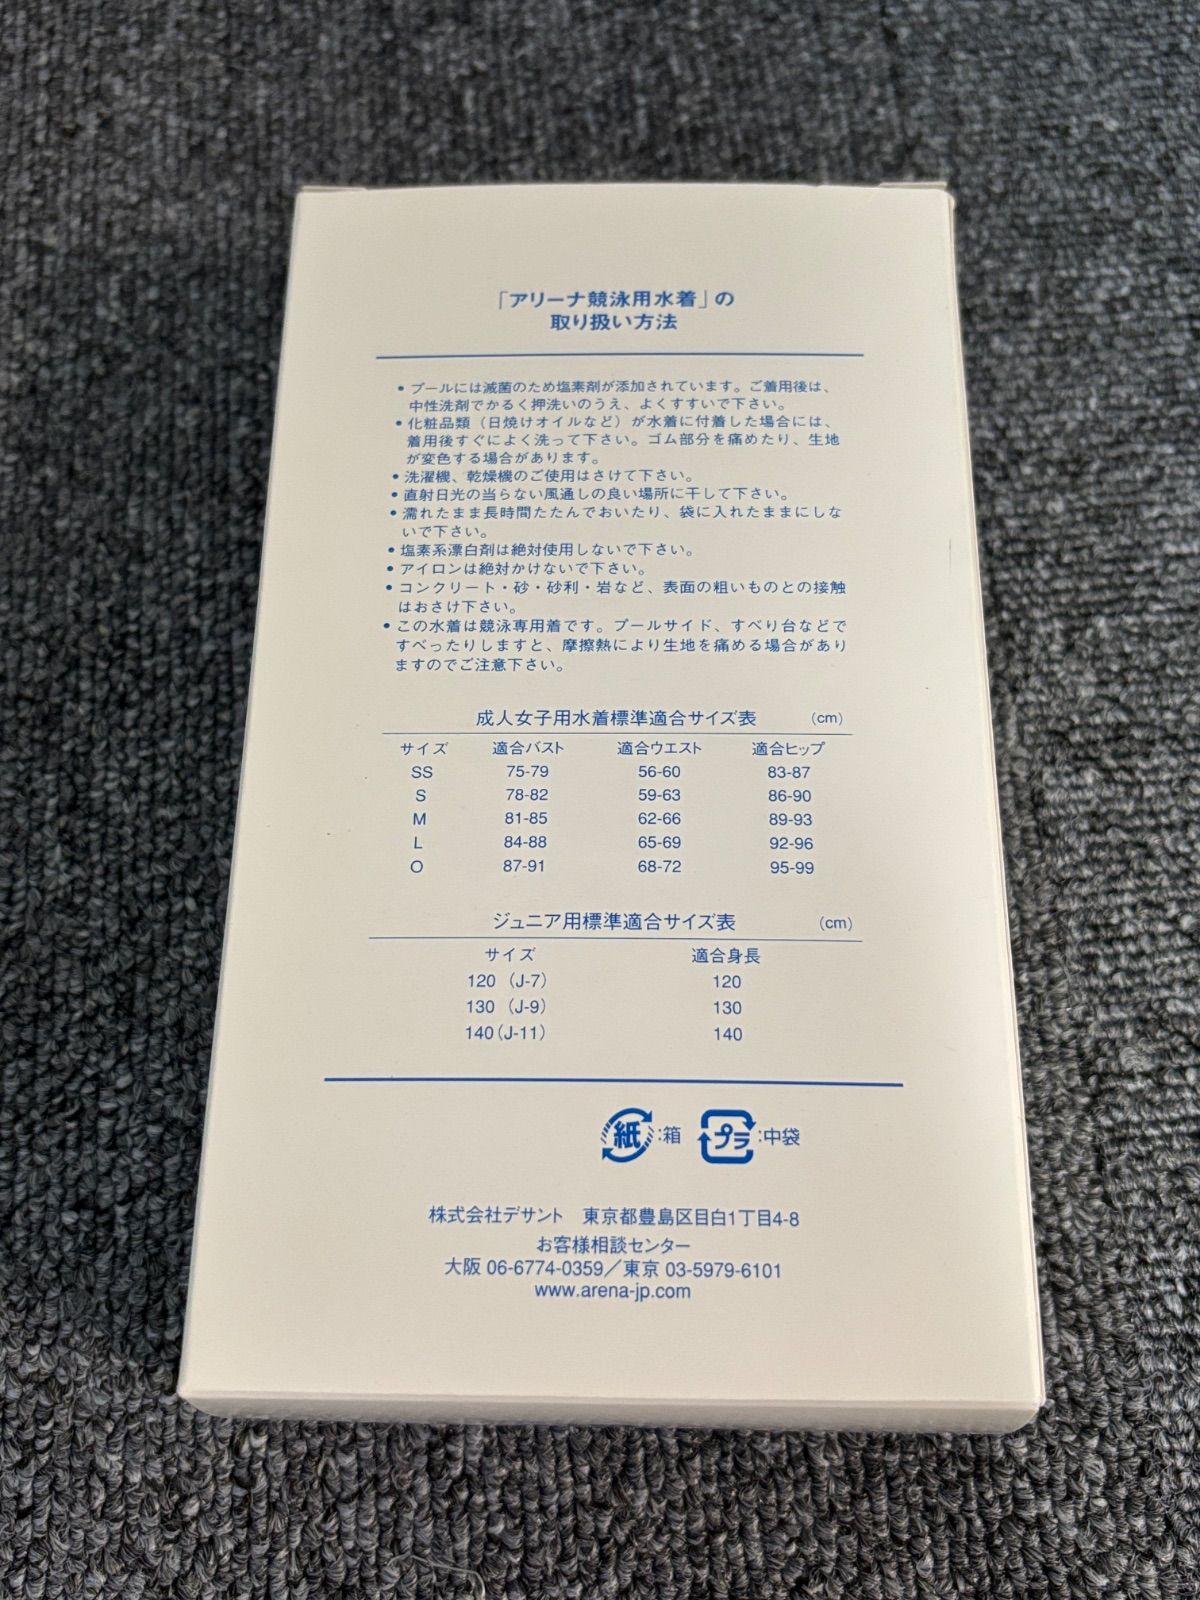 「アリーナ競泳用水着」の
取り扱い方法
• プールには滅菌のため塩素剤が添加されています。ご着用後は、
中性洗剤でかるく押洗いのうえ、よくすすいで下さい。
• 化粧品類（日焼けオイルなど）が水着に付着した場合には、
着用後すぐによく洗って下さい。ゴム部分を痛めたり、生地
が変色する場合があります。
• 洗濯機、乾燥機のご使用はさけて下さい。
• 直射日光の当らない風通しの良い場所に干して下さい。
• 濡れたまま長時間たたんでおいたり、袋に入れたままにしな
いで下さい。
• 塩素系漂白剤は絶対使用しないで下さい。
• アイロンは絶対かけないで下さい。
• コンクリート・砂・砂利・岩など、表面の粗いものとの接触
はおさけ下さい。
• この水着は競泳専用着です。プールサイド、すべり台などで
すべったりしますと、摩擦熱により生地を痛める場合があり
ますのでご注意下さい。
成人女子用水着標準適合サイズ表 (cm)
サイズ 適合バスト 適合ウエスト 適合ヒップ
SS 75-79 56-60 83-87
S 78-82 59-63 86-90
M 81-85 62-66 89-93
L 84-88 65-69 92-96
O 87-91 68-72 95-99
ジュニア用標準適合サイズ表 (cm)
サイズ 適合身長
120 (J-7) 120
130 (J-9) 130
140 (J-11) 140
紙:箱 プラ:中袋
株式会社デサント 東京都豊島区目白1丁目4-8
お客様相談センター
大阪 06-6774-0359／東京 03-5979-6101
www.arena-jp.com